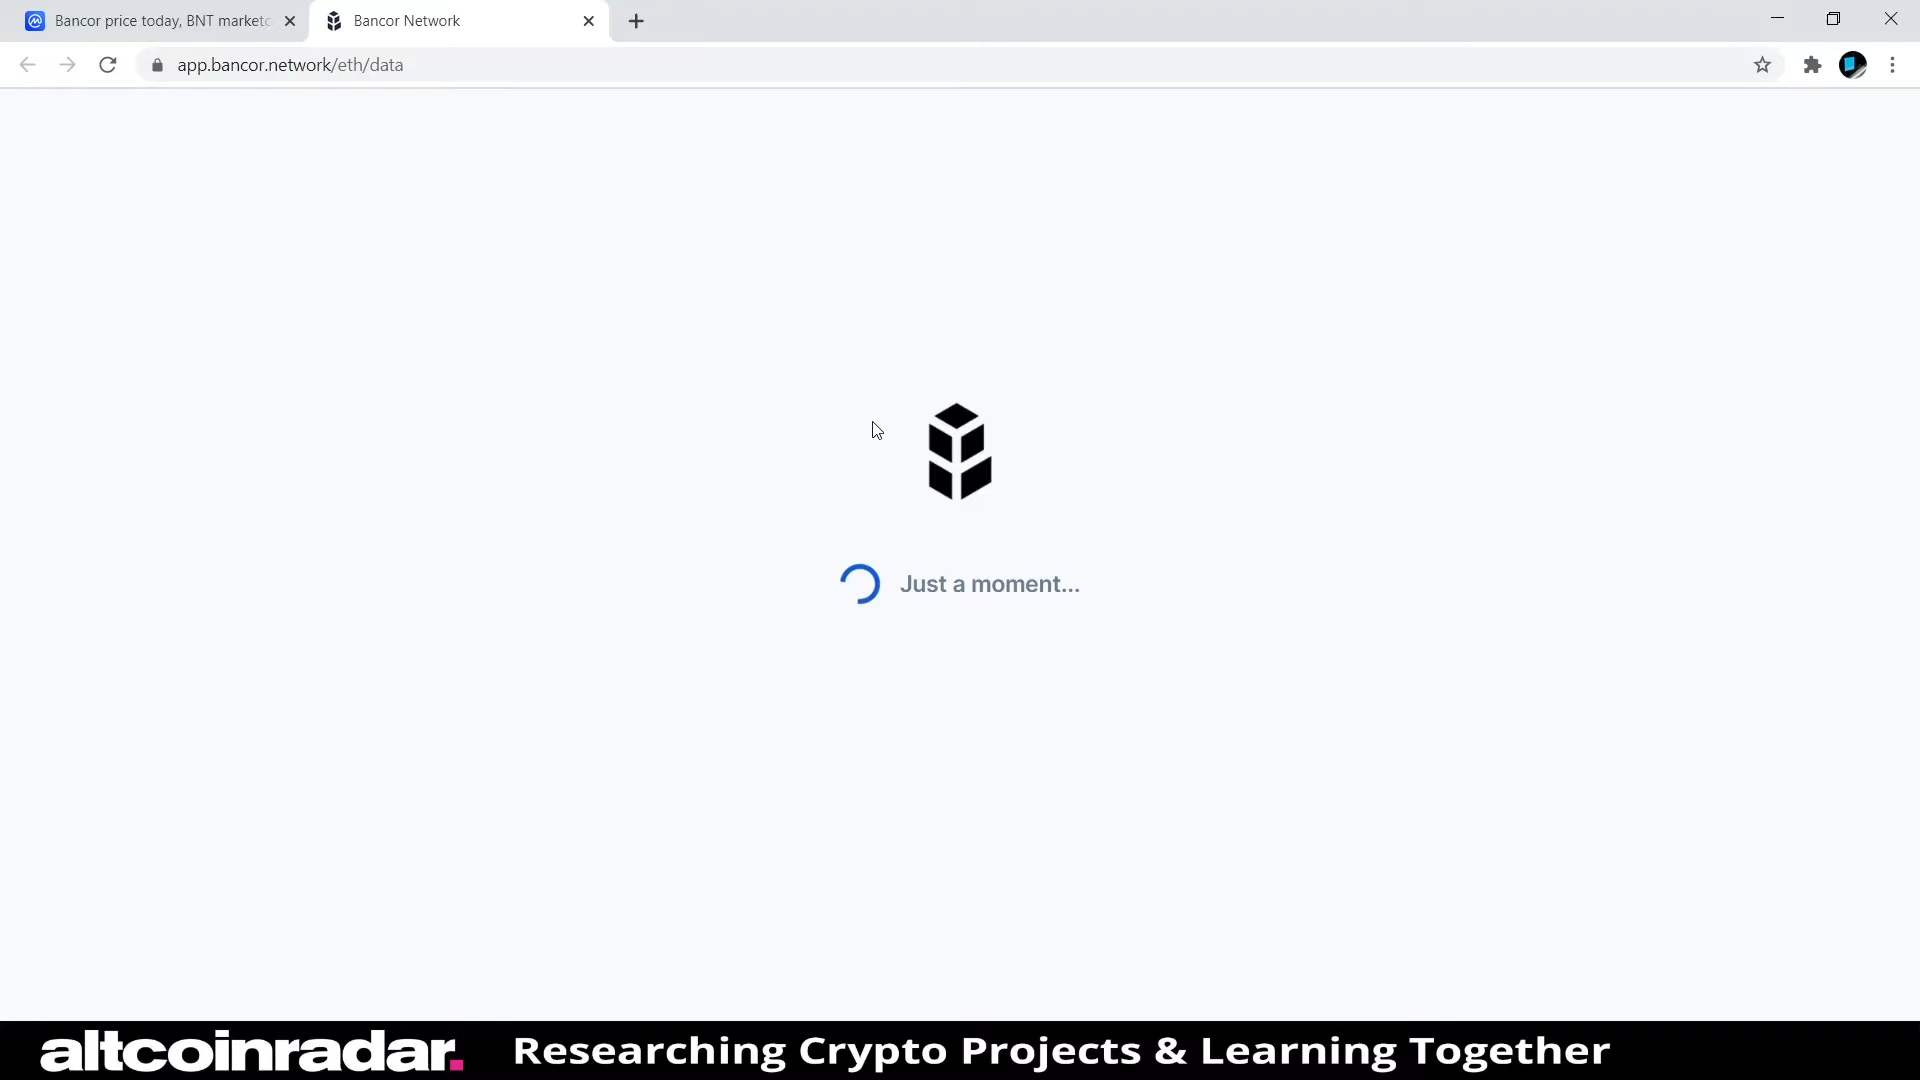 Bancor price today, BNT marketc
Bancor Network
app.bancor.network/eth/data
Just a moment...
altcoinradar.
Researching Crypto Projects & Learning Together